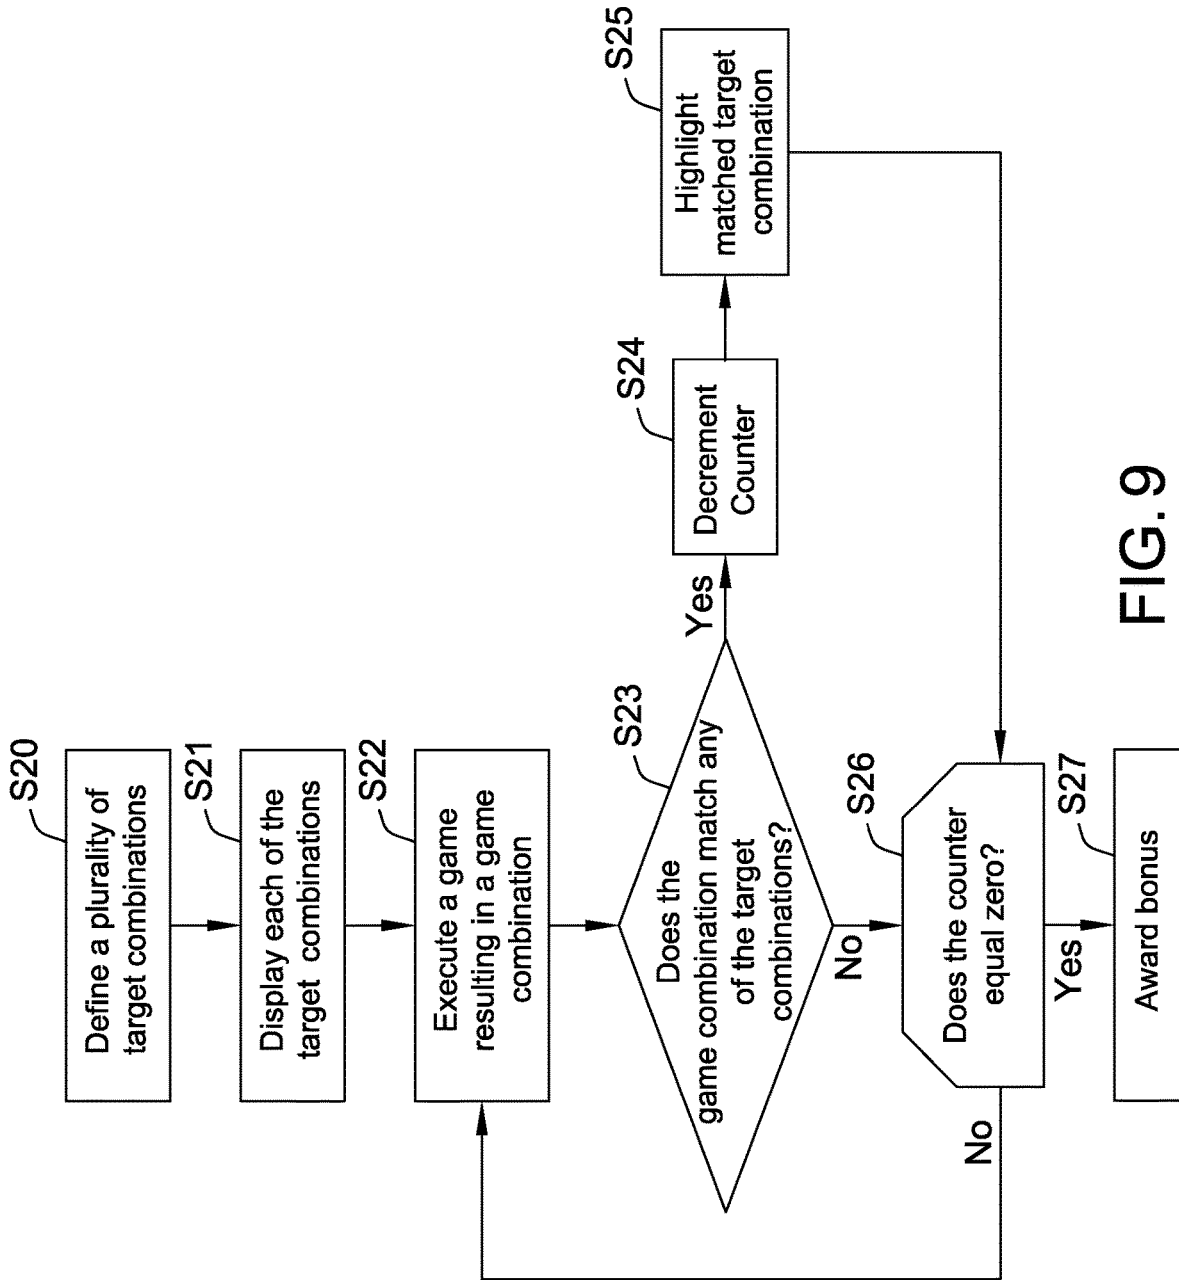 S20
Define a plurality of
target combinations
S21
Display each of the
target combinations
S22
Execute a game
resulting in a game
combination
S23
Does the
game combination match any
of the target
combinations?
Yes
No
S24
Decrement
Counter
S25
Highlight
matched target
combination
S26
Does the counter
equal zero?
No
Yes
S27
Award bonus
FIG. 9